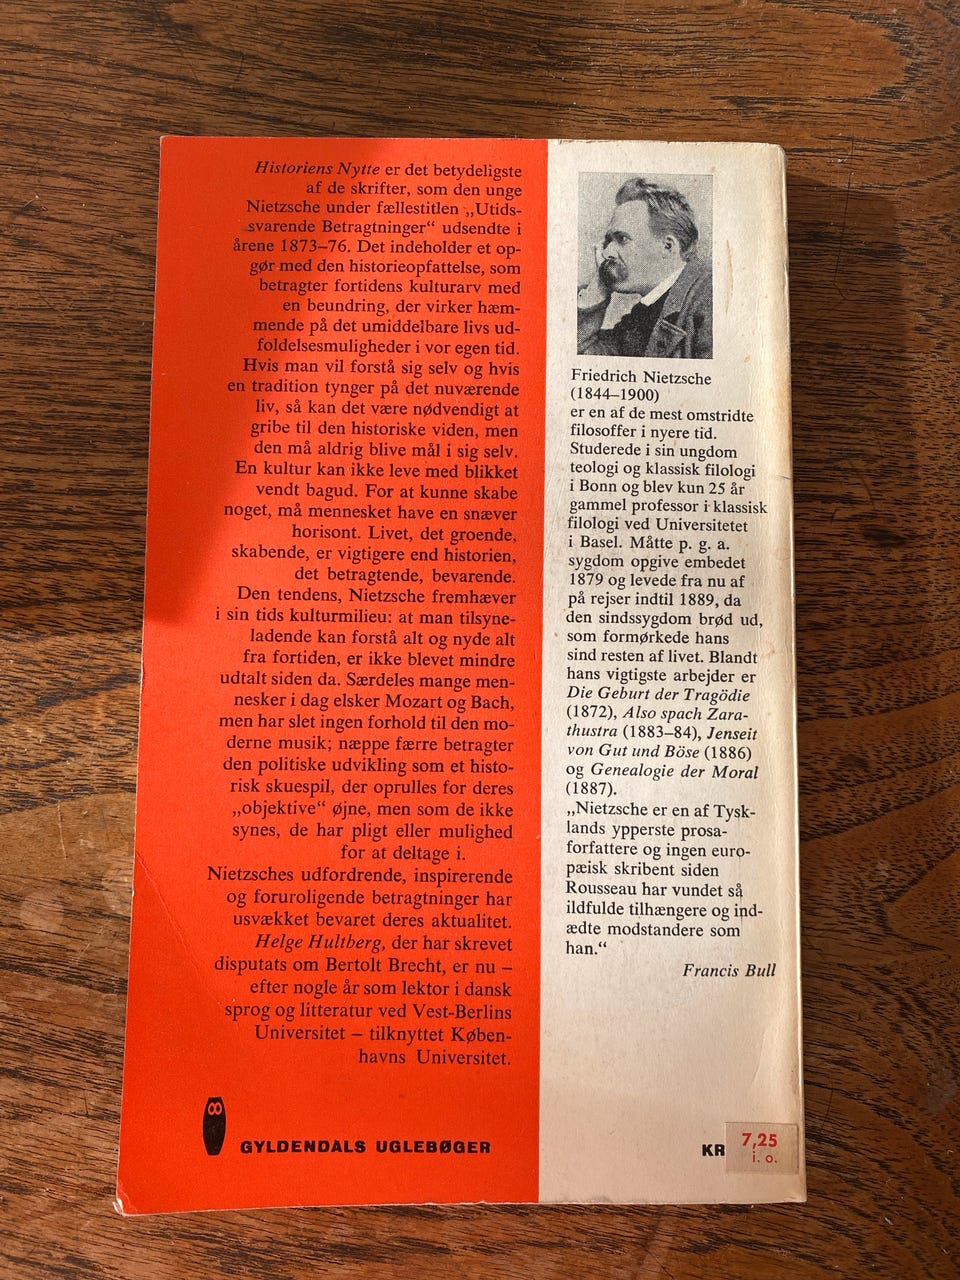 Historiens Nytte er det betydeligste
af de skrifter, som den unge
Nietzsche under fællestitlen „Utids-
svarende Betragtninger“ udsendte i
årene 1873–76. Det indeholder et op-
gør med den historieopfattelse, som
betragter fortidens kulturarv med
en beundring, der virker hæm-
mende på det umiddelbare livs ud-
foldelsesmuligheder i vor egen tid.
Hvis man vil forstå sig selv og hvis
en tradition tynger på det nuværende
liv, så kan det være nødvendigt at
gribe til den historiske viden, men
den må aldrig blive mål i sig selv.
En kultur kan ikke leve med blikket
vendt bagud. For at kunne skabe
noget, må mennesket have en snæver
horisont. Livet, det groende,
skabende, er vigtigere end historien,
det betragtende, bevarende.
Den tendens, Nietzsche fremhæver
i sin tids kulturmilieu: at man tilsyne-
ladende kan forstå alt og nyde alt
fra fortiden, er ikke blevet mindre
udtalt siden da. Særdeles mange men-
nesker i dag elsker Mozart og Bach,
men har slet ingen forhold til den mo-
derne musik; næppe færre betragter
den politiske udvikling som et histo-
risk skuespil, der oprulles for deres
„objektive“ øjne, men som de ikke
synes, de har pligt eller mulighed
for at deltage i.
Nietzsches udfordrende, inspirerende
og foruroligende betragtninger har
usvækket bevaret deres aktualitet.
Helge Hultberg, der har skrevet
disputats om Bertolt Brecht, er nu –
efter nogle år som lektor i dansk
sprog og litteratur ved Vest-Berlins
Universitet – tilknyttet Køben-
havns Universitet.
8
GYLDENDALS UGLEBØGER
Friedrich Nietzsche
(1844–1900)
er en af de mest omstridte
filosoffer i nyere tid.
Studerede i sin ungdom
teologi og klassisk filologi
i Bonn og blev kun 25 år
gammel professor i klassisk
filologi ved Universitetet
i Basel. Måtte p. g. a.
sygdom opgive embedet
1879 og levede fra nu af
på rejser indtil 1889, da
den sindssygdom brød ud,
som formørkede hans
sind resten af livet. Blandt
hans vigtigste arbejder er
Die Geburt der Tragödie
(1872), Also spach Zara-
thustra (1883–84), Jenseit
von Gut und Böse (1886)
og Genealogie der Moral
(1887).
„Nietzsche er en af Tysk-
lands ypperste prosa-
forfattere og ingen euro-
pæisk skribent siden
Rousseau har vundet så
ildfulde tilhængere og ind-
ædte modstandere som
han.“
Francis Bull
KR
7,25
i. o.